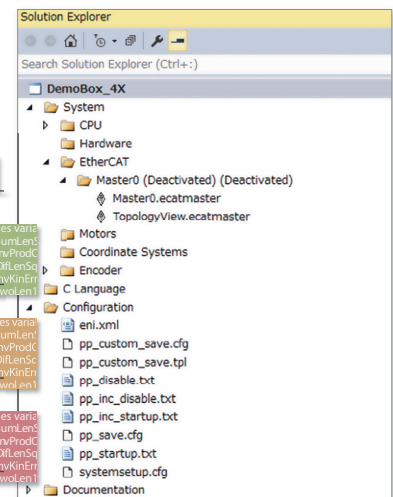 Solution Explorer
Search Solution Explorer (Ctrl+:)
DemoBox_4X
System
CPU
Hardware
EtherCAT
Master0 (Deactivated) (Deactivated)
Master0.ecatmaster
TopologyView.ecatmaster
Motors
Coordinate Systems
Encoder
C Language
Configuration
eni.xml
pp_custom_save.cfg
pp_custom_save.tpl
pp_disable.txt
pp_inc_disable.txt
pp_inc_startup.txt
pp_save.cfg
pp_startup.txt
systemsetup.cfg
Documentation